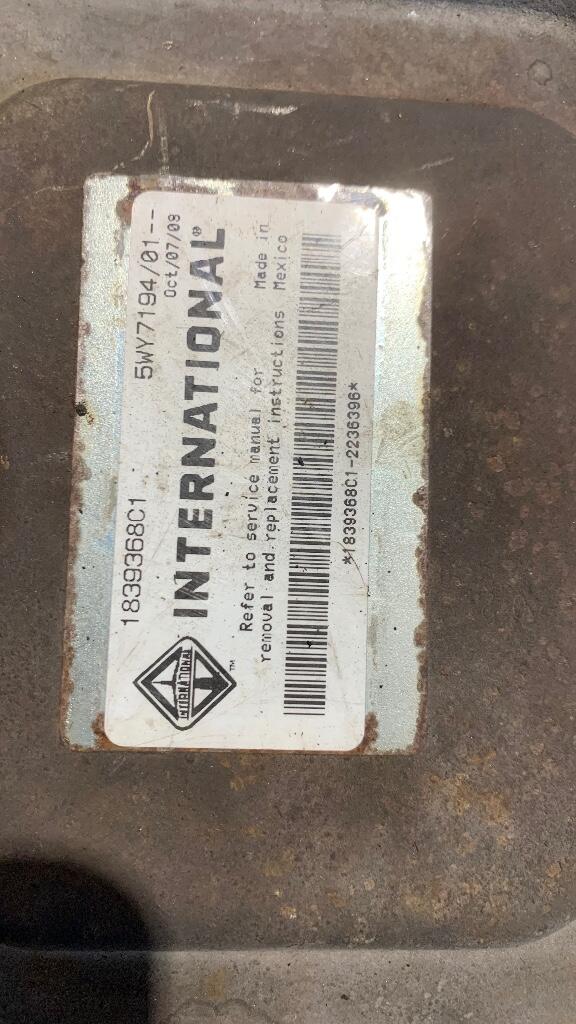 1839368C1 5WY7194/01--
Oct/07/08
INTERNATIONAL®
INTERNATIONAL
™
Refer to service manual for Made in
removal and replacement instructions Mexico
*1839368C1-2236396*